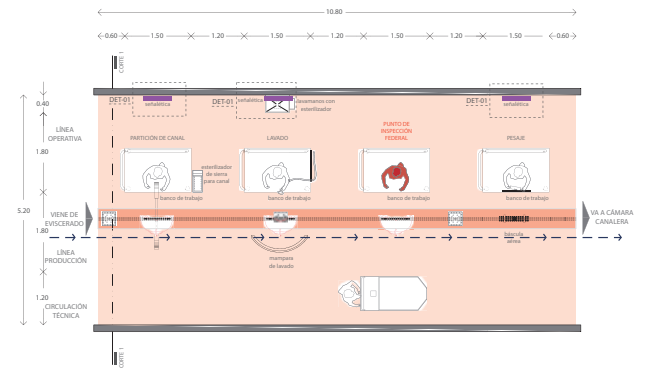 10.80
0.60
1.50
1.20
1.50
1.20
1.50
1.20
1.50
0.60
CORTE 1
0.40
DET-01
señalética
DET-01
señalética
lavamanos con
esterilizador
DET-01
señalética
LÍNEA
OPERATIVA
PARTICIÓN DE CANAL
LAVADO
PUNTO DE
INSPECCIÓN
FEDERAL
PESAJE
1.80
esterilizador
de sierra
para canal
banco de trabajo
banco de trabajo
banco de trabajo
banco de trabajo
5.20
VIENE DE
EVISCERADO
VA A CÁMARA
CANALERA
1.80
báscula
aérea
LÍNEA
PRODUCCIÓN
mampara
de lavado
1.20
CIRCULACIÓN
TÉCNICA
CORTE 1